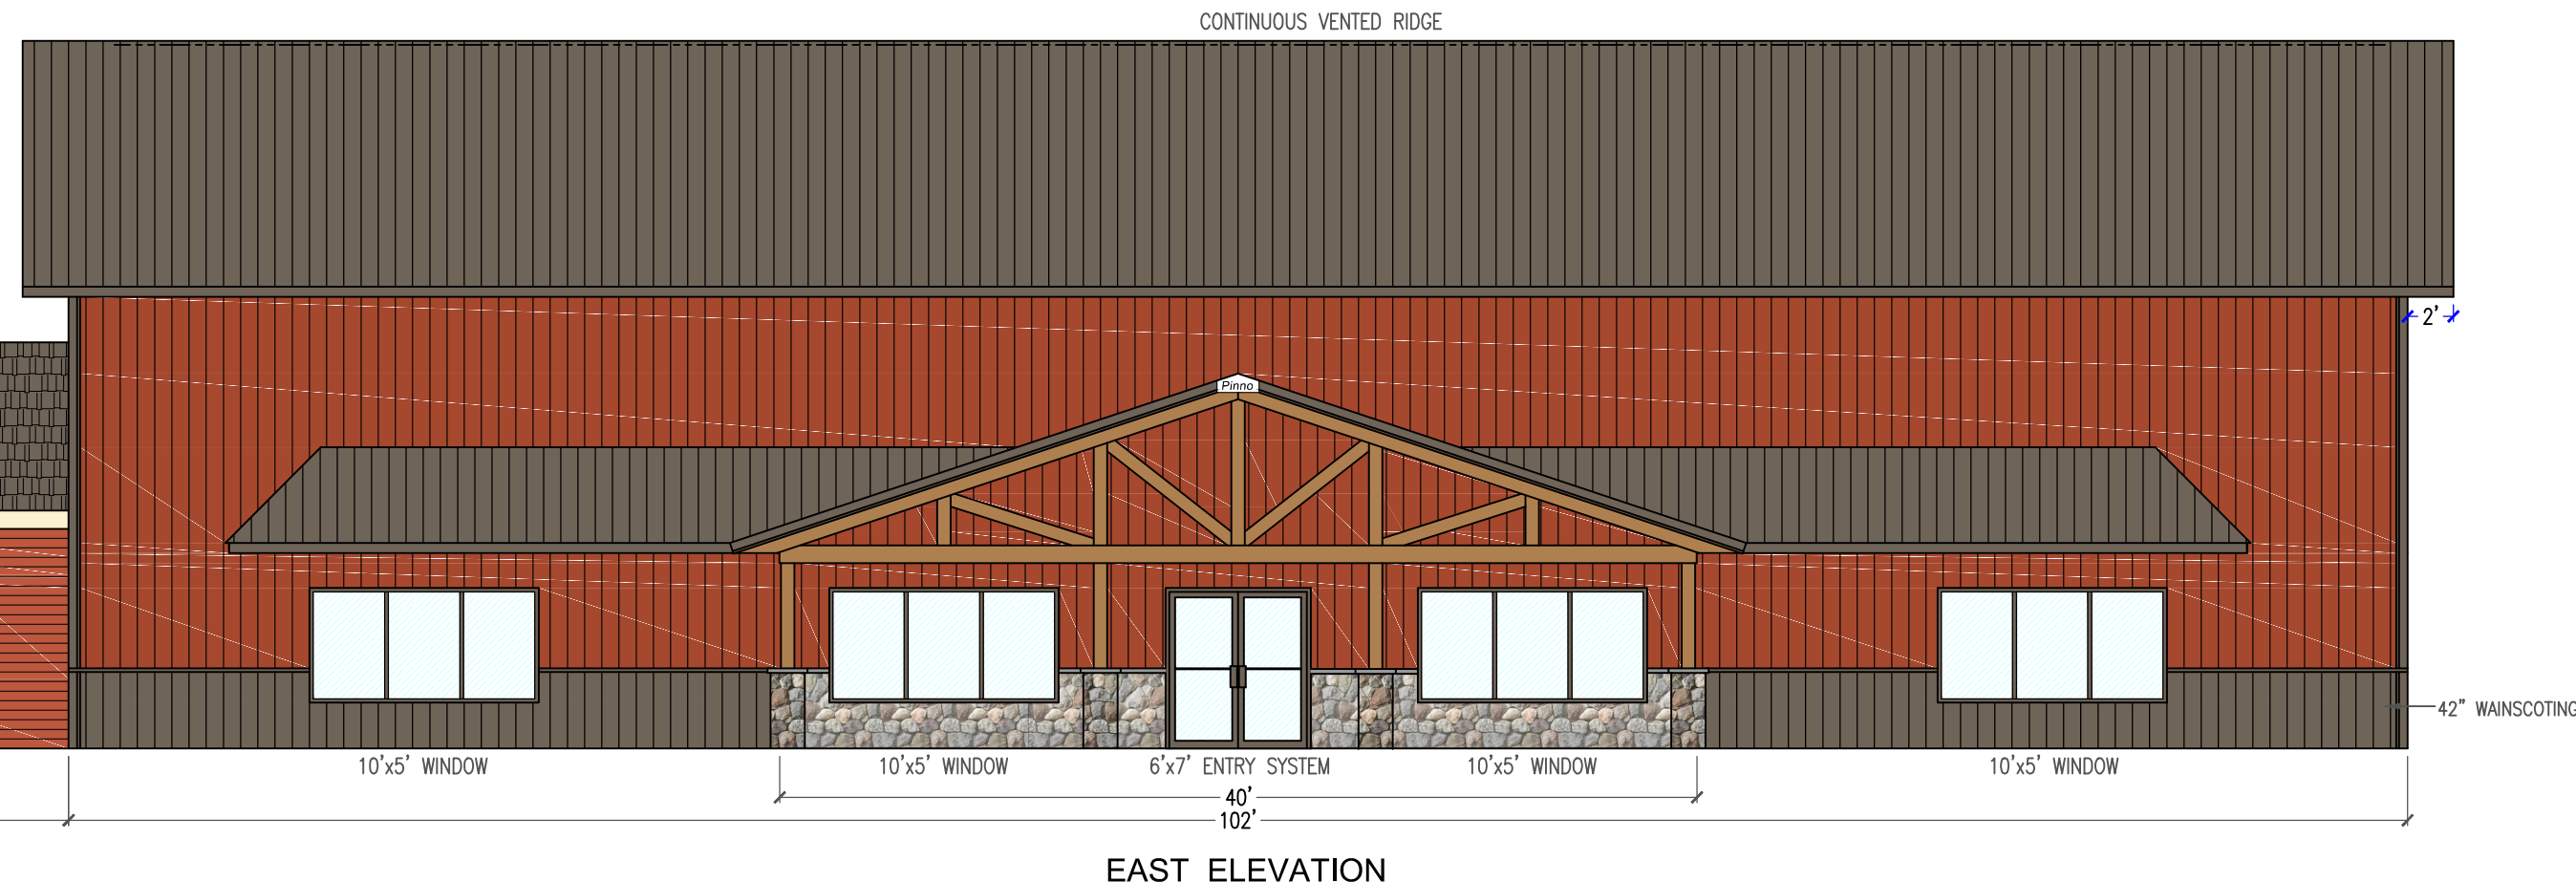 CONTINUOUS VENTED RIDGE
2'
Pinno
42" WAINSCOTING
10'x5' WINDOW
10'x5' WINDOW
6'x7' ENTRY SYSTEM
10'x5' WINDOW
10'x5' WINDOW
40'
102'
EAST ELEVATION